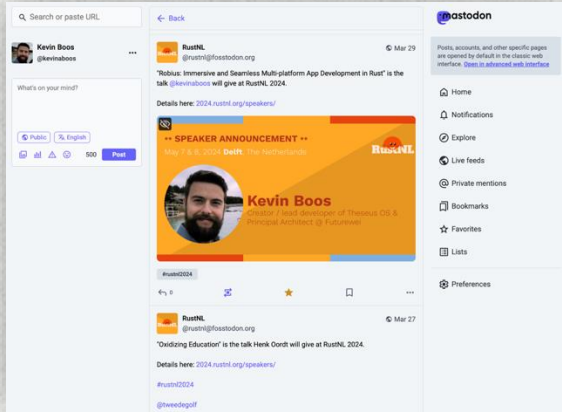 Search or paste URL
Kevin Boos
@kevinaboos
What's on your mind?
Public
English
500
Post
Back
RustNL
Mar 29
@rustnl@fosstodon.org
"Robius: Immersive and Seamless Multi-platform App Development in Rust" is the
talk @kevinaboos will give at RustNL 2024.
Details here: 2024.rustnl.org/speakers/
•• SPEAKER ANNOUNCEMENT ••
May 7 & 8, 2024 Delft, The Netherlands
RustNL
Kevin Boos
Creator / lead developer of Theseus OS &
Principal Architect @ Futurewei
#rustnl2024
0
RustNL
Mar 27
@rustnl@fosstodon.org
"Oxidizing Education" is the talk Henk Oordt will give at RustNL 2024.
Details here: 2024.rustnl.org/speakers/
#rustnl2024
@tweedegolf
mastodon
Posts, accounts, and other specific pages
are opened by default in the classic web
interface. Open in advanced web interface
Home
Notifications
Explore
Live feeds
Private mentions
Bookmarks
Favorites
Lists
Preferences